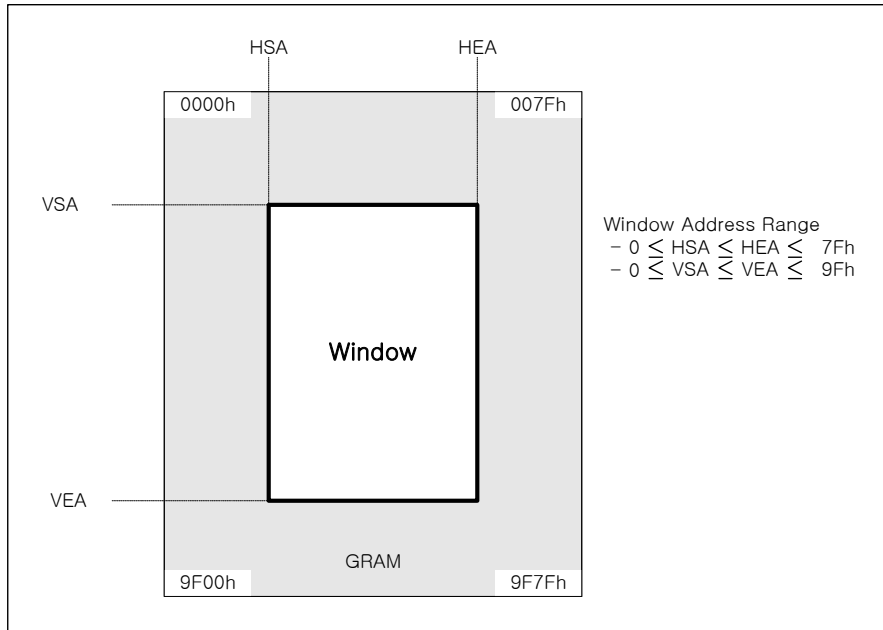 HSA HEA
0000h 007Fh
VSA
Window Address Range
- 0 ≤ HSA ≤ HEA ≤ 7Fh
- 0 ≤ VSA ≤ VEA ≤ 9Fh
Window
VEA
GRAM
9F00h 9F7Fh